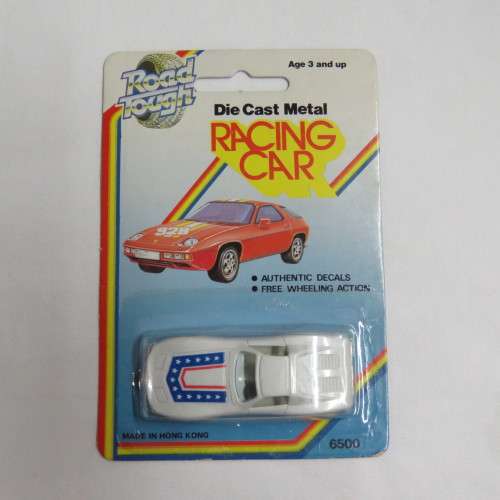 Road
Tough
Age 3 and up
Die Cast Metal
RACING
CAR
928
• AUTHENTIC DECALS
• FREE WHEELING ACTION
MADE IN HONG KONG
6500